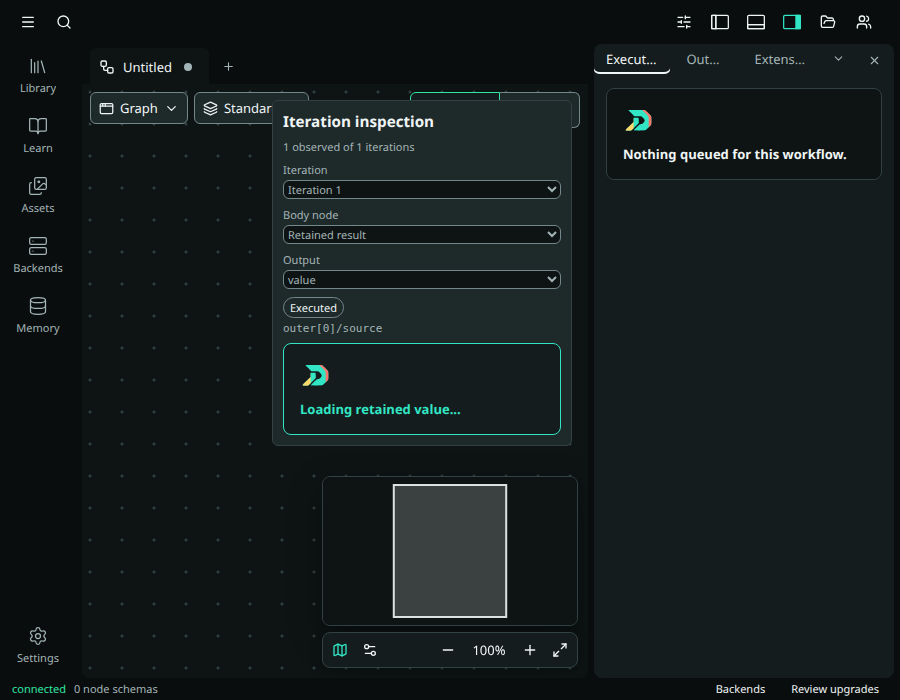 Untitled
Execut...
Out...
Extens...
Library
Learn
Assets
Backends
Memory
Settings
Graph
Standar
Iteration inspection
1 observed of 1 iterations
Iteration
Iteration 1
Body node
Retained result
Output
value
Executed
outer[0]/source
Loading retained value...
Nothing queued for this workflow.
100%
connected
0 node schemas
Backends
Review upgrades